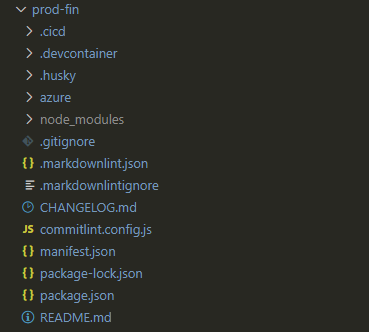 prod-fin
.cicd
.devcontainer
.husky
azure
node_modules
.gitignore
{} .markdownlint.json
.markdownlintignore
CHANGELOG.md
JS commitlint.config.js
{} manifest.json
{} package-lock.json
{} package.json
README.md